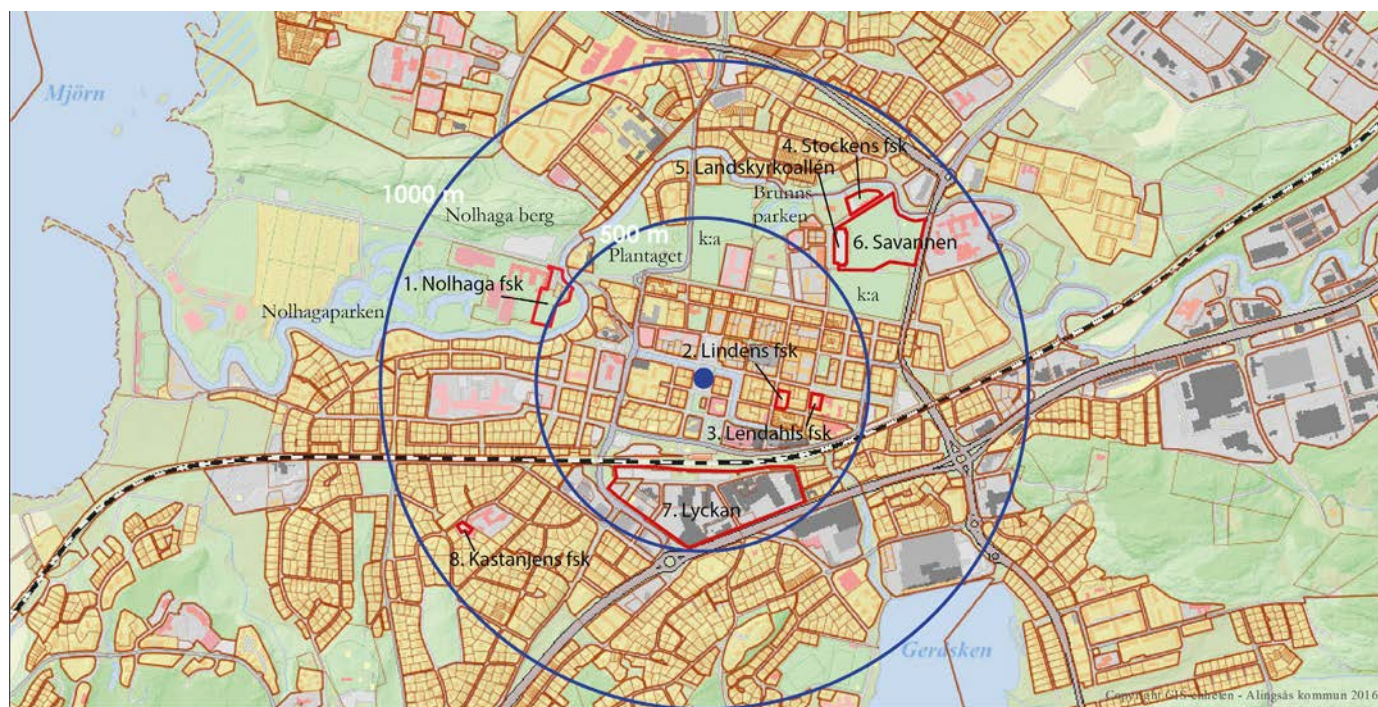 Mjörn
4. Stockens fsk
5. Landskyrkoallén
1000 m
Brunns
parken
Nolhaga berg
500 m
k:a
6. Savannen
Plantaget
1. Nolhaga fsk
k:a
Nolhagaparken
2. Lindens fsk
3. Lendahls fsk
7. Lyckan
8. Kastanjens fsk
Gerdsken
Copyright GIS-enheten - Alingsås kommun 2016